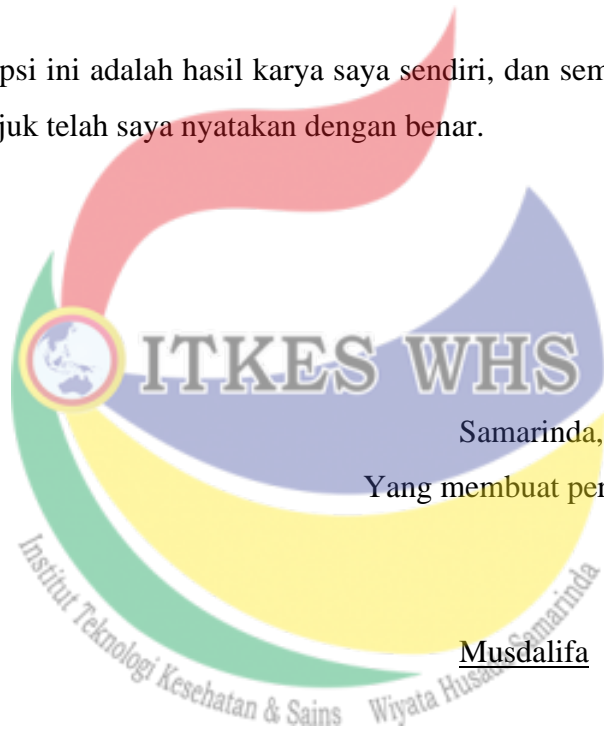 psi ini adalah hasil karya saya sendiri, dan sem
juk telah saya nyatakan dengan benar.
ITKES WHS
Samarinda,
Yang membuat per
Musdalifa
Institut Teknologi Kesehatan & Sains Wiyata Husada Samarinda